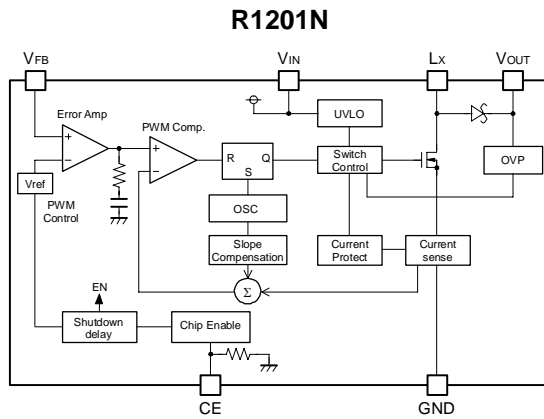 R1201N
VFB
VIN
LX
VOUT
Error Amp
PWM Comp.
UVLO
+
−
+
−
R
Q
S
Switch
Control
OVP
Vref
PWM
Control
OSC
Slope
Compensation
Current
Protect
Current
sense
Σ
EN
Shutdown
delay
Chip Enable
CE
GND